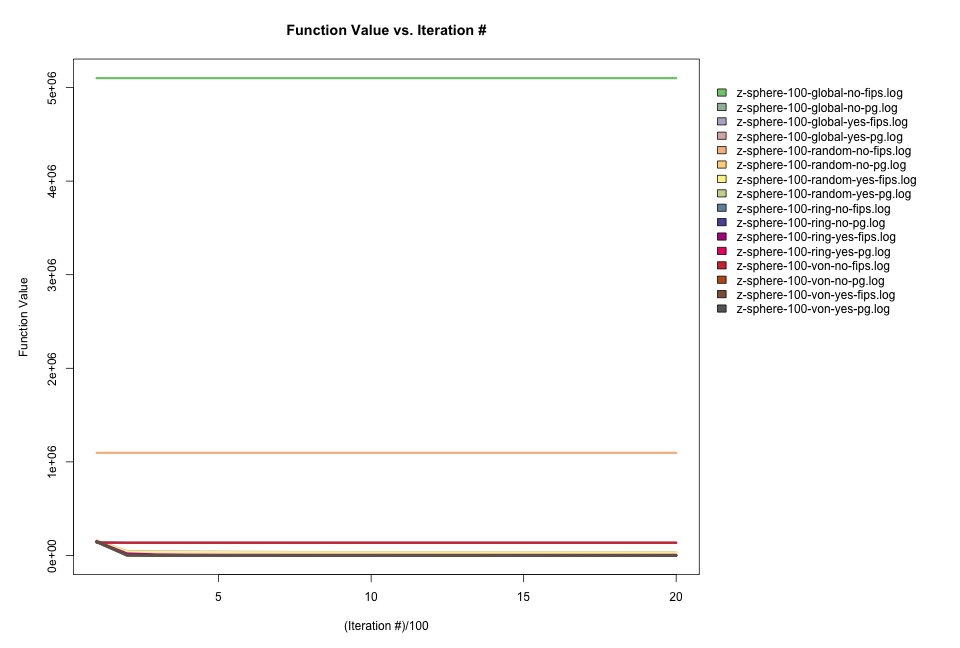 Function Value vs. Iteration #
Function Value
5e+06
4e+06
3e+06
2e+06
1e+06
0e+00
5
10
15
20
(Iteration #)/100
z-sphere-100-global-no-fips.log
z-sphere-100-global-no-pg.log
z-sphere-100-global-yes-fips.log
z-sphere-100-global-yes-pg.log
z-sphere-100-random-no-fips.log
z-sphere-100-random-no-pg.log
z-sphere-100-random-yes-fips.log
z-sphere-100-random-yes-pg.log
z-sphere-100-ring-no-fips.log
z-sphere-100-ring-no-pg.log
z-sphere-100-ring-yes-fips.log
z-sphere-100-ring-yes-pg.log
z-sphere-100-von-no-fips.log
z-sphere-100-von-no-pg.log
z-sphere-100-von-yes-fips.log
z-sphere-100-von-yes-pg.log